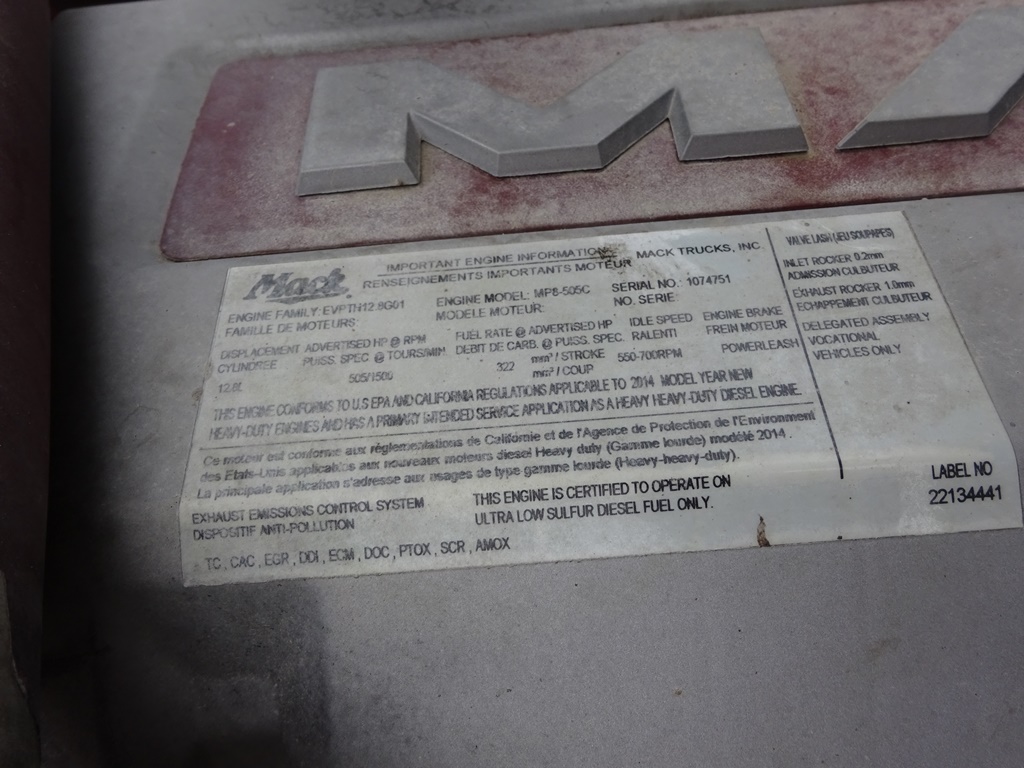 MA
Mack
IMPORTANT ENGINE INFORMATION MACK TRUCKS, INC
RENSEIGNEMENTS IMPORTANTS MOTEUR
ENGINE FAMILY: EVPTH12.8G01 ENGINE MODEL: MP8-505C SERIAL NO.: 1074751
FAMILLE DE MOTEURS: MODELE MOTEUR: NO. SERIE:
DISPLACEMENT ADVERTISED HP @ RPM FUEL RATE @ ADVERTISED HP IDLE SPEED ENGINE BRAKE
CYLINDREE PUISS. SPEC @ TOURS/MIN DEBIT DE CARB. @ PUISS. SPEC. RALENTI FREIN MOTEUR
12.8L 505/1500 322 mm³ / STROKE 550-700RPM POWERLEASH
mm³ / COUP
THIS ENGINE CONFORMS TO U.S EPA AND CALIFORNIA REGULATIONS APPLICABLE TO 2014 MODEL YEAR NEW
HEAVY-DUTY ENGINES AND HAS A PRIMARY INTENDED SERVICE APPLICATION AS A HEAVY HEAVY-DUTY DIESEL ENGINE.
Ce moteur est conforme aux règlementations de Californie et de l'Agence de Protection de l'Environment
des Etats-Unis applicables aux nouveaux moteurs diesel Heavy duty (Gamme lourde) modèlé 2014.
La principale application s'adresse aux usages de type gamme lourde (Heavy-heavy-duty).
EXHAUST EMISSIONS CONTROL SYSTEM THIS ENGINE IS CERTIFIED TO OPERATE ON
DISPOSITIF ANTI-POLLUTION ULTRA LOW SULFUR DIESEL FUEL ONLY.
TC , CAC , EGR , DDI , ECM , DOC , PTOX , SCR , AMOX
VALVE LASH (JEU SOUPAPES)
INLET ROCKER 0.2mm
ADMISSION CULBUTEUR
EXHAUST ROCKER 1.0mm
ECHAPPEMENT CULBUTEUR
DELEGATED ASSEMBLY
VOCATIONAL
VEHICLES ONLY
LABEL NO
22134441